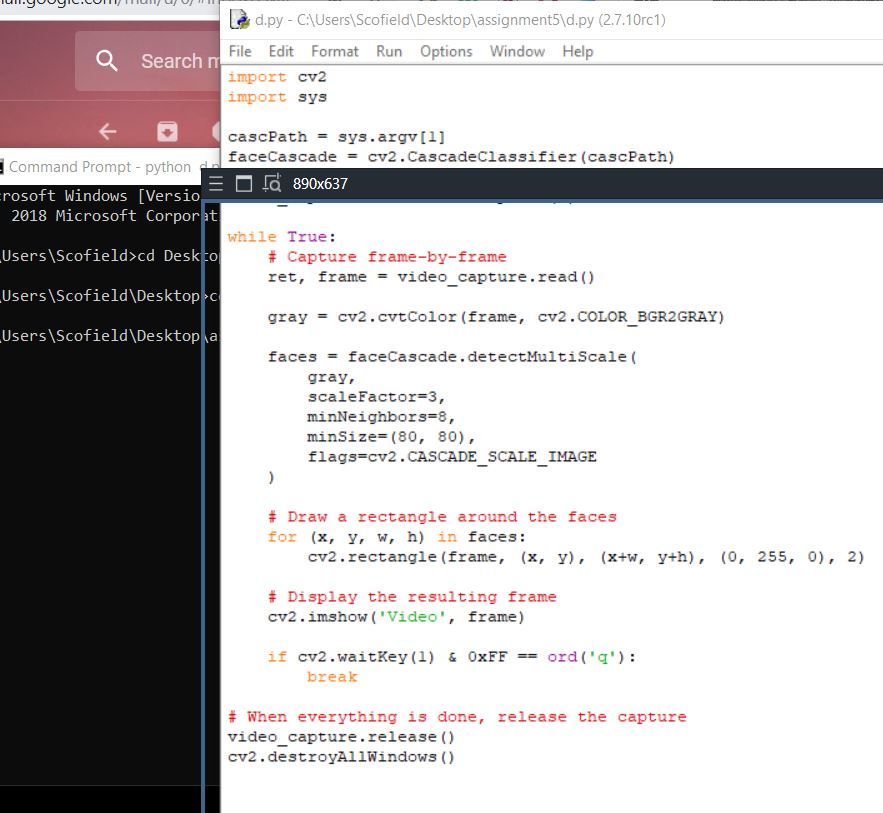 d.py - C:\Users\Scofield\Desktop\assignment5\d.py (2.7.10rc1)
File Edit Format Run Options Window Help
Search
import cv2
import sys
cascPath = sys.argv[1]
faceCascade = cv2.CascadeClassifier(cascPath)
Command Prompt - python d.p
890x637
rosoft Windows [Versio
2018 Microsoft Corporat
\Users\Scofield>cd Deskto
\Users\Scofield\Desktop>c
\Users\Scofield\Desktop\a
while True:
    # Capture frame-by-frame
    ret, frame = video_capture.read()
    gray = cv2.cvtColor(frame, cv2.COLOR_BGR2GRAY)
    faces = faceCascade.detectMultiScale(
        gray,
        scaleFactor=3,
        minNeighbors=8,
        minSize=(80, 80),
        flags=cv2.CASCADE_SCALE_IMAGE
    )
    # Draw a rectangle around the faces
    for (x, y, w, h) in faces:
        cv2.rectangle(frame, (x, y), (x+w, y+h), (0, 255, 0), 2)
    # Display the resulting frame
    cv2.imshow('Video', frame)
    if cv2.waitKey(1) & 0xFF == ord('q'):
        break
# When everything is done, release the capture
video_capture.release()
cv2.destroyAllWindows()